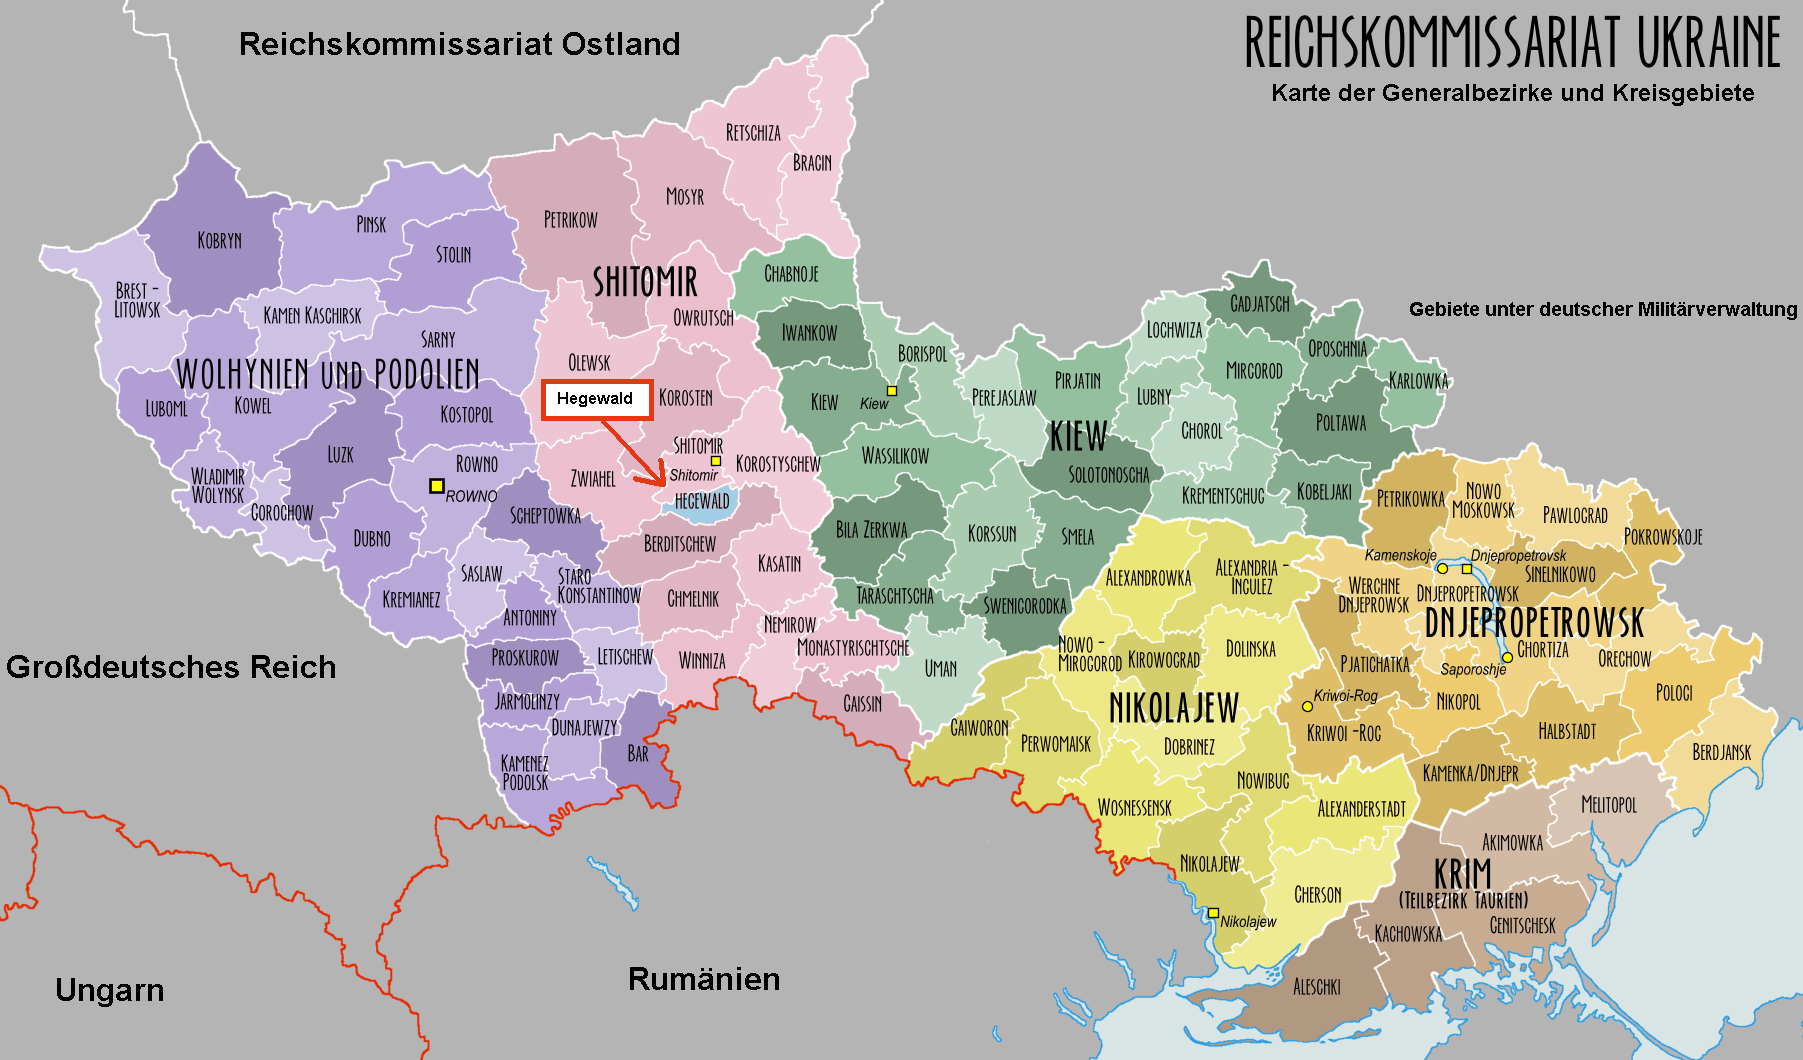 Reichskommissariat Ostland
REICHSKOMMISSARIAT UKRAINE
Karte der Generalbezirke und Kreisgebiete
Gebiete unter deutscher Militärverwaltung
Großdeutsches Reich
Ungarn
Rumänien
WOLHYNIEN UND PODOLIEN
KOBRYN
PINSK
STOLIN
BREST -
LITOWSK
KAMEN KASCHIRSK
SARNY
LUBOML
KOWEL
KOSTOPOL
LUZK
WLADIMIR
WOLYNSK
GOROCHOW
ROWNO
ROWNO
SCHEPTOWKA
DUBNO
KREMIANEZ
SASLAW
STARO
KONSTANTINOW
ANTONINY
PROSKUROW
LETISCHEW
JARMOLINZY
DUNAJEWZY
KAMENEZ
PODOLSK
BAR
SHITOMIR
RETSCHIZA
BRAGIN
MOSYR
PETRIKOW
OWRUTSCH
OLEWSK
Hegewald
KOROSTEN
SHITOMIR
Shitomir
KOROSTYSCHEW
ZWIAHEL
HEGEWALD
BERDITSCHEW
KASATIN
CHMELNIK
NEMIROW
MONASTYRISCHTSCHE
WINNIZA
GAISSIN
KIEW
CHABNOJE
IWANKOW
BORISPOL
KIEW
Kiew
PEREJASLAW
PIRJATIN
LOCHWIZA
GADJATSCH
OPOSCHNIA
MIRGOROD
KARLOWKA
LUBNY
CHOROL
POLTAWA
WASSILIKOW
SOLOTONOSCHA
KREMENTSCHUG
KOBELJAKI
BILA ZERKWA
KORSSUN
SMELA
TARASCHTSCHA
SWENIGORODKA
UMAN
NIKOLAJEW
ALEXANDROWKA
ALEXANDRIA -
INGULEZ
NOWO -
MIROGOROD
KIROWOGRAD
DOLINSKA
GAIWORON
PERWOMAISK
DOBRINEZ
NOWIBUG
WOSNESSENSK
ALEXANDERSTADT
NIKOLAJEW
CHERSON
Nikolajew
DNJEPROPETROWSK
PETRIKOWKA
NOWO
MOSKOWSK
PAWLOGRAD
POKROWSKOJE
Kamenskoje
Dnjepropetrovsk
SINELNIKOWO
WERCHNE
DNJEPROWSK
DNJEPROPETROWSK
CHORTIZA
Saporoshje
ORECHOW
PJATICHATKA
Kriwoi-Rog
KRIWOI -ROG
NIKOPOL
POLOGI
HALBSTADT
KAMENKA/DNJEPR
BERDJANSK
KRIM
(TEILBEZIRK TAURIEN)
MELITOPOL
AKIMOWKA
KACHOWSKA
GENITSCHESK
ALESCHKI